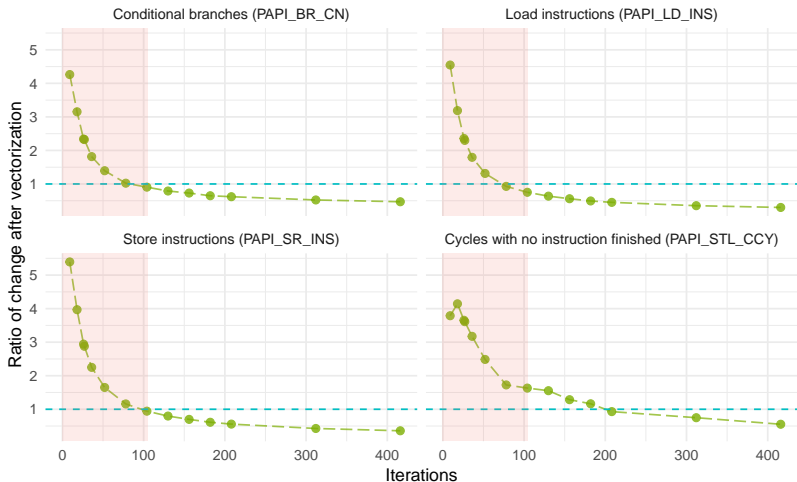 Conditional branches (PAPI_BR_CN)
Load instructions (PAPI_LD_INS)
5
4
3
2
1
Store instructions (PAPI_SR_INS)
Cycles with no instruction finished (PAPI_STL_CCY)
5
4
3
2
1
0 100 200 300 400
0 100 200 300 400
Iterations
Ratio of change after vectorization